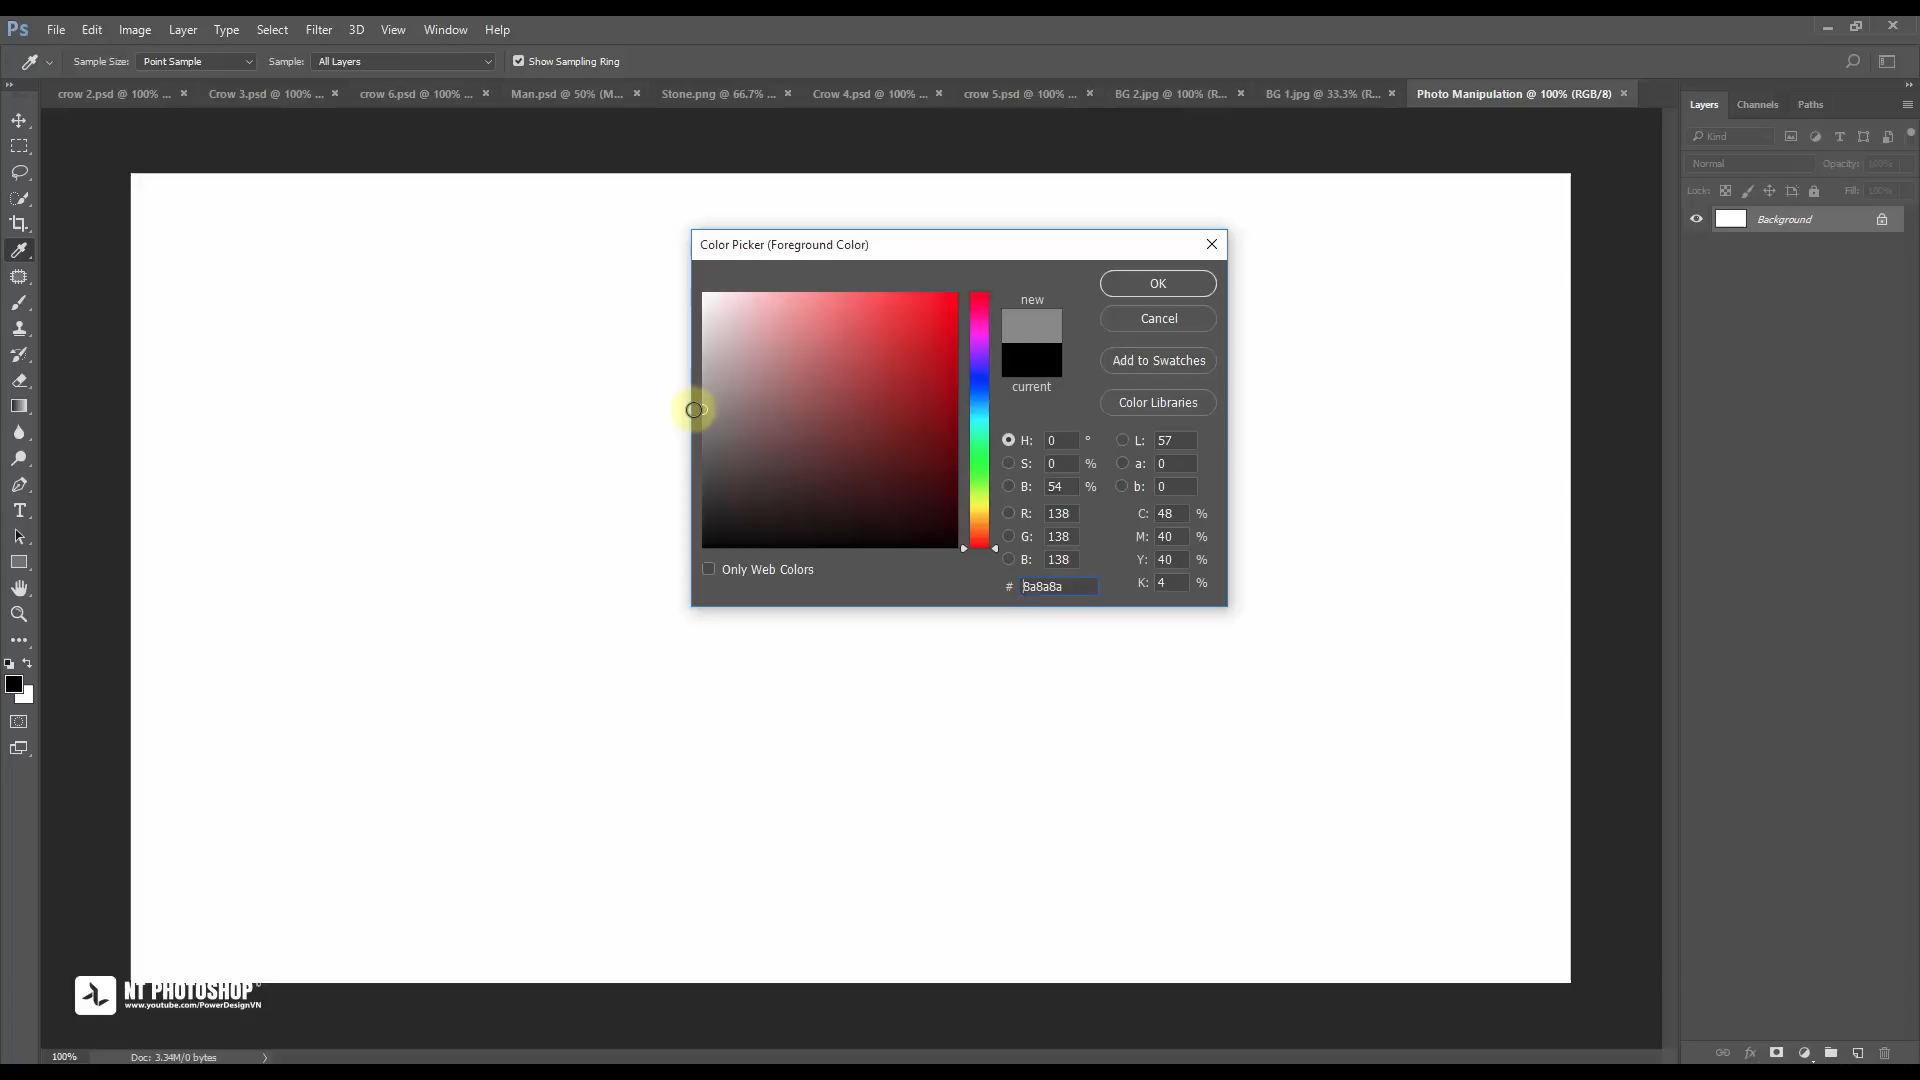 Ps File Edit Image Layer Type Select Filter 3D View Window Help
Sample Size: Point Sample Sample: All Layers Show Sampling Ring
crow 2.psd @ 100% ... × Crow 3.psd @ 100% ... × crow 6.psd @ 100% ... × Man.psd @ 50% (M... × Stone.png @ 66.7% ... × Crow 4.psd @ 100% ... × crow 5.psd @ 100% ... × BG 2.jpg @ 100% (R... × BG 1.jpg @ 33.3% (R... × Photo Manipulation @ 100% (RGB/8) ×
Layers Channels Paths
Kind
Normal Opacity: 100%
Lock: Fill: 100%
Background
Color Picker (Foreground Color)
OK
new
Cancel
Add to Swatches
current
Color Libraries
H: 0 ° L: 57
S: 0 % a: 0
B: 54 % b: 0
R: 138 C: 48 %
G: 138 M: 40 %
B: 138 Y: 40 %
Only Web Colors
# 8a8a8a K: 4 %
NT PHOTOSHOP
www.youtube.com/PowerDesignVN
100% Doc: 3.34M/0 bytes
fx